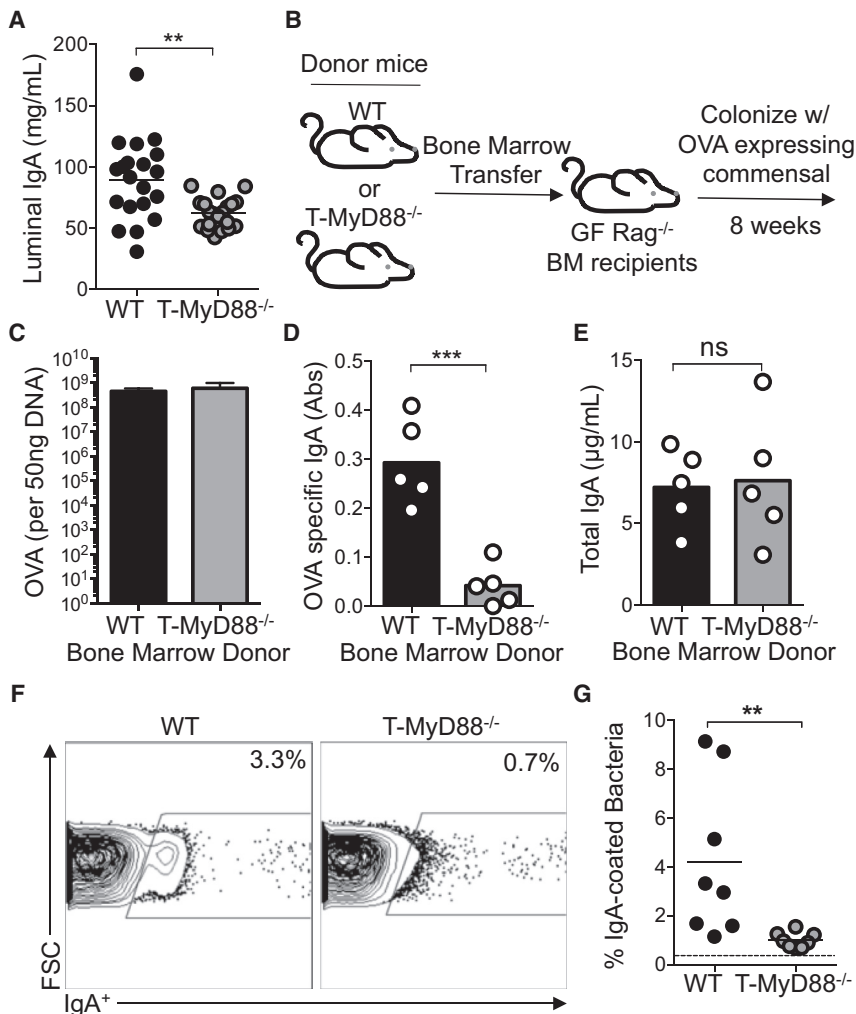 A
Luminal IgA (mg/mL)
200
150
100
50
0
**
WT T-MyD88-/-
B
Donor mice
WT
or
T-MyD88-/-
Bone Marrow
Transfer
GF Rag-/-
BM recipients
Colonize w/
OVA expressing
commensal
8 weeks
C
OVA (per 50ng DNA)
10^10
10^9
10^8
10^7
10^6
10^5
10^4
10^3
10^2
10^1
10^0
WT T-MyD88-/-
Bone Marrow Donor
D
OVA specific IgA (Abs)
0.5
0.4
0.3
0.2
0.1
0.0
***
WT T-MyD88-/-
Bone Marrow Donor
E
Total IgA (μg/mL)
15
10
5
0
ns
WT T-MyD88-/-
Bone Marrow Donor
F
WT
3.3%
T-MyD88-/-
0.7%
FSC
IgA+
G
% IgA-coated Bacteria
10
8
6
4
2
0
**
WT T-MyD88-/-